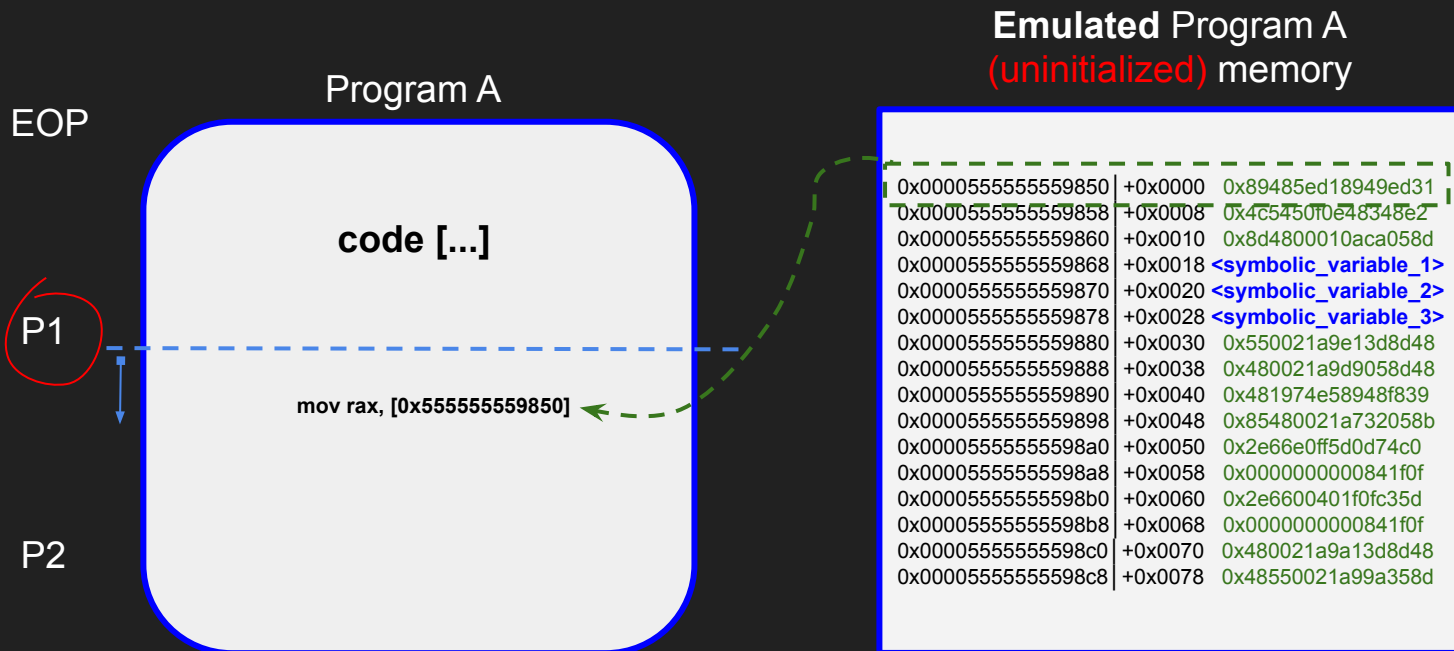 Emulated Program A
(uninitialized) memory
Program A
EOP
code [...]
P1
mov rax, [0x555555559850]
P2
0x0000555555559850 +0x0000 0x89485ed18949ed31
0x0000555555559858 +0x0008 0x4c5450f0e48348e2
0x0000555555559860 +0x0010 0x8d4800010aca058d
0x0000555555559868 +0x0018 <symbolic_variable_1>
0x0000555555559870 +0x0020 <symbolic_variable_2>
0x0000555555559878 +0x0028 <symbolic_variable_3>
0x0000555555559880 +0x0030 0x550021a9e13d8d48
0x0000555555559888 +0x0038 0x480021a9d9058d48
0x0000555555559890 +0x0040 0x481974e58948f839
0x0000555555559898 +0x0048 0x85480021a732058b
0x00005555555598a0 +0x0050 0x2e66e0ff5d0d74c0
0x00005555555598a8 +0x0058 0x0000000000841f0f
0x00005555555598b0 +0x0060 0x2e6600401f0fc35d
0x00005555555598b8 +0x0068 0x0000000000841f0f
0x00005555555598c0 +0x0070 0x480021a9a13d8d48
0x00005555555598c8 +0x0078 0x48550021a99a358d